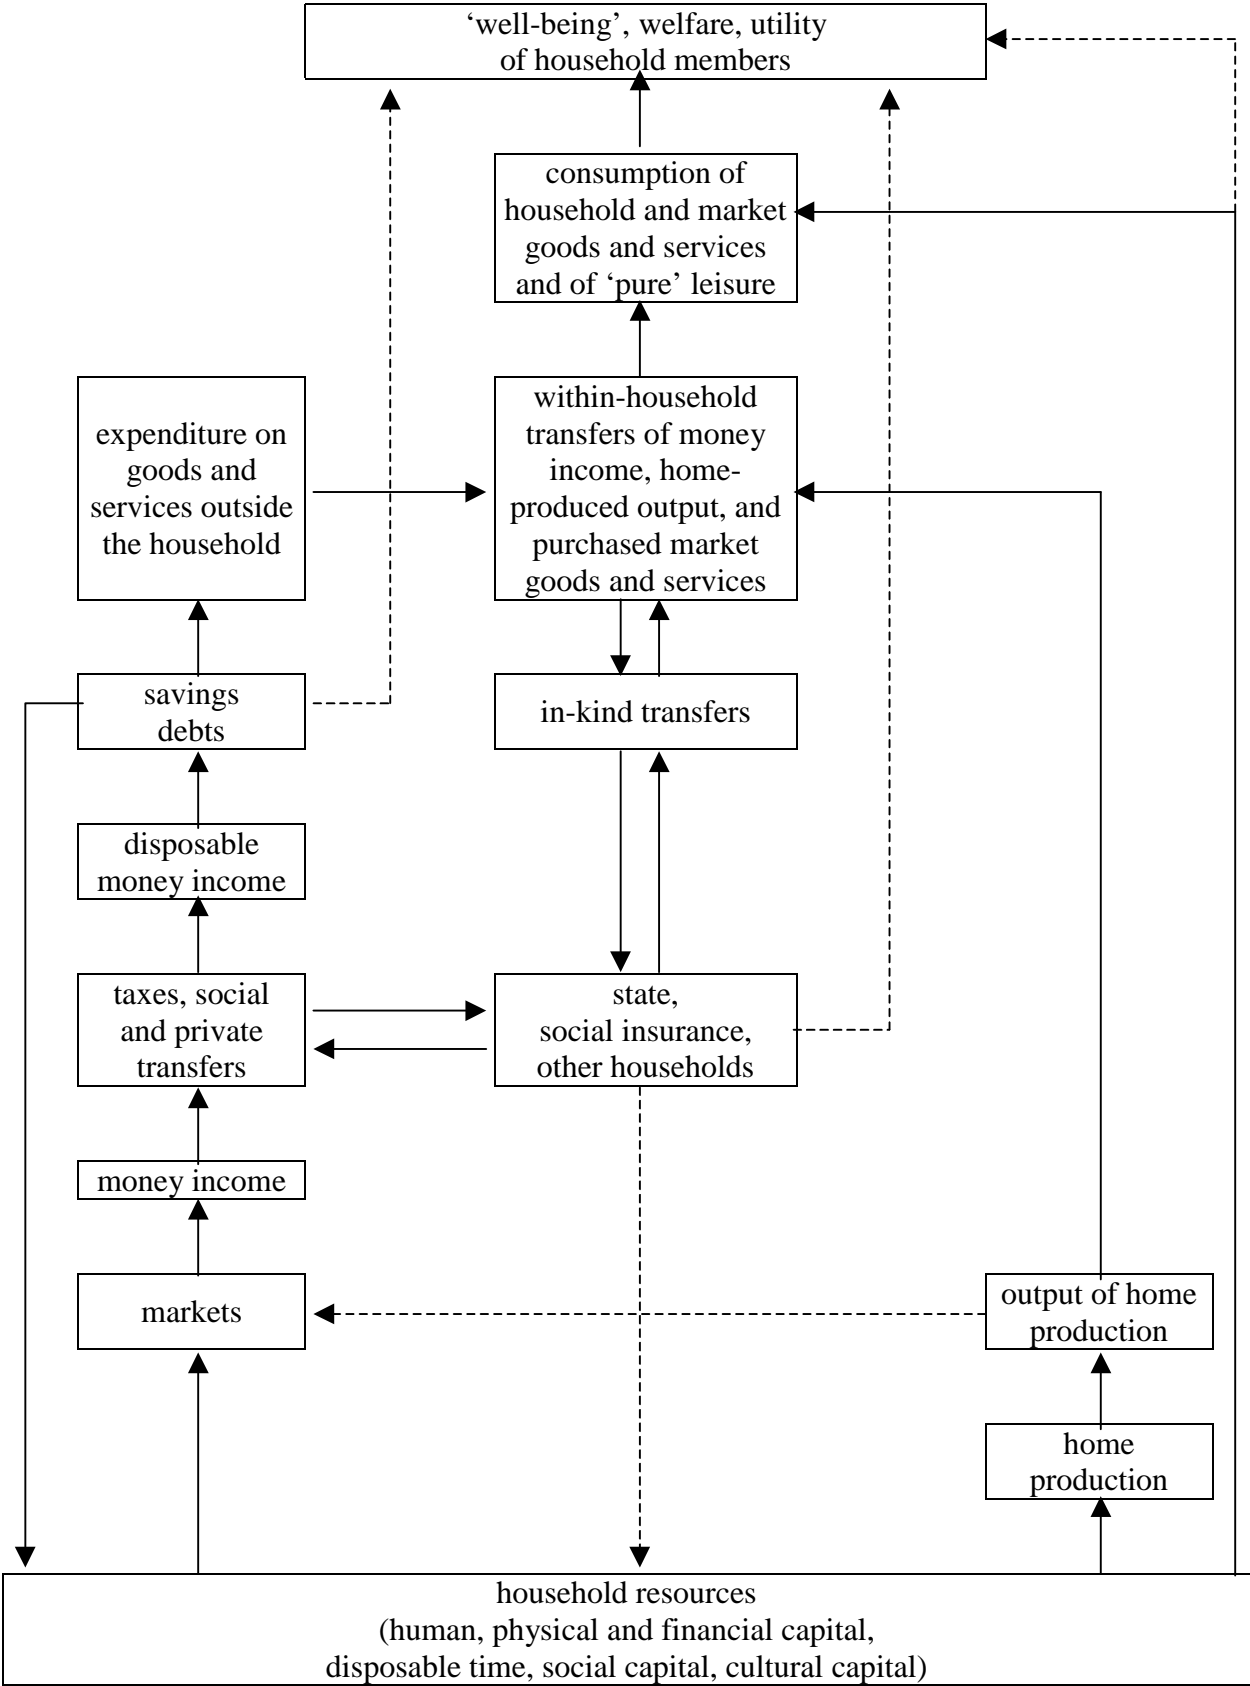 ‘well-being’, welfare, utility
of household members
consumption of
household and market
goods and services
and of ‘pure’ leisure
expenditure on
goods and
services outside
the household
within-household
transfers of money
income, home-
produced output, and
purchased market
goods and services
savings
debts
in-kind transfers
disposable
money income
taxes, social
and private
transfers
state,
social insurance,
other households
money income
markets
output of home
production
home
production
household resources
(human, physical and financial capital,
disposable time, social capital, cultural capital)